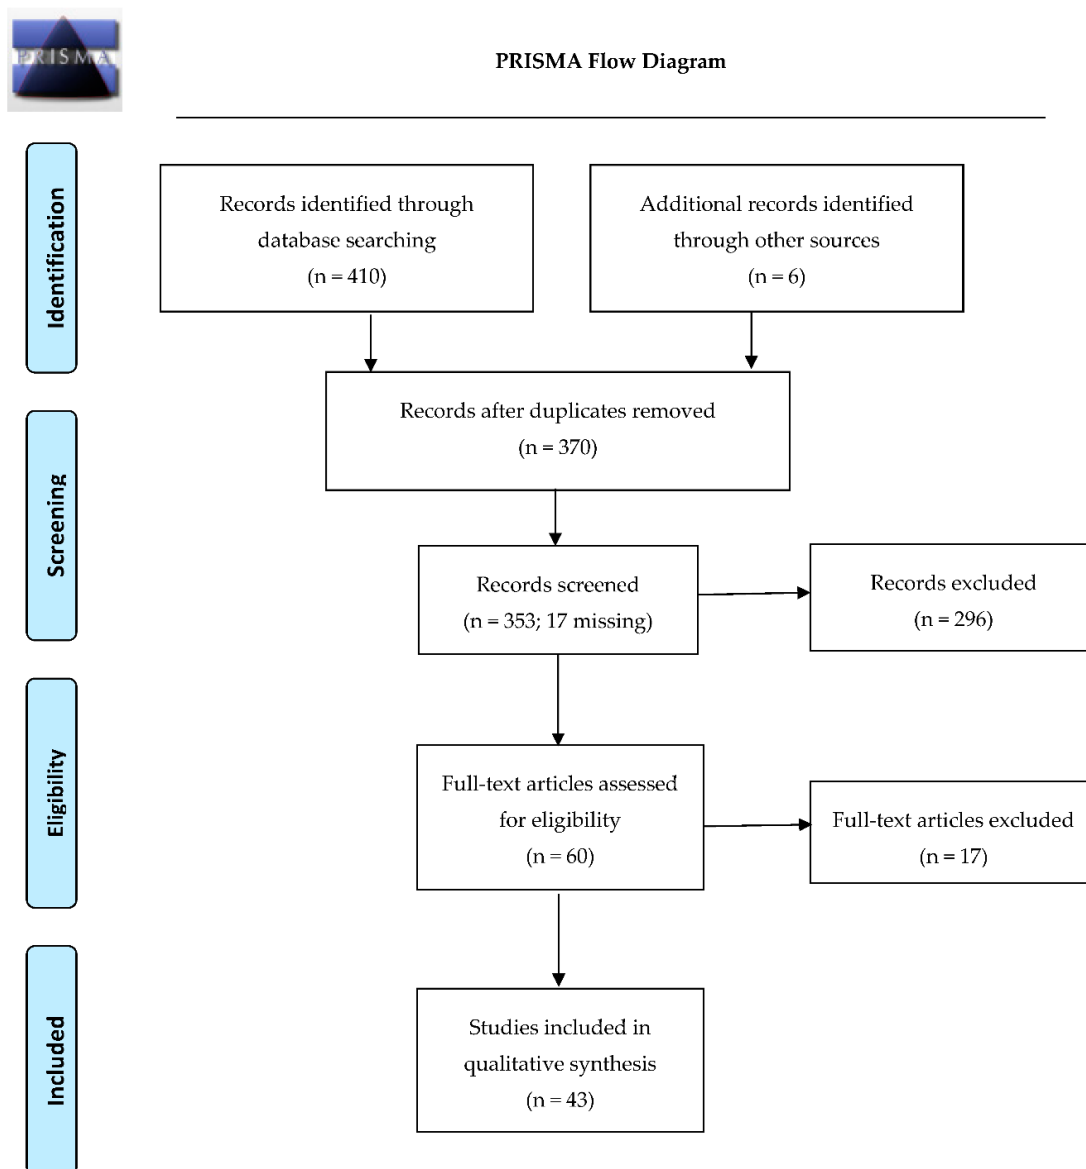 PRISMA
PRISMA Flow Diagram
Identification
Records identified through
database searching
(n = 410)
Additional records identified
through other sources
(n = 6)
Records after duplicates removed
(n = 370)
Screening
Records screened
(n = 353; 17 missing)
Records excluded
(n = 296)
Eligibility
Full-text articles assessed
for eligibility
(n = 60)
Full-text articles excluded
(n = 17)
Included
Studies included in
qualitative synthesis
(n = 43)